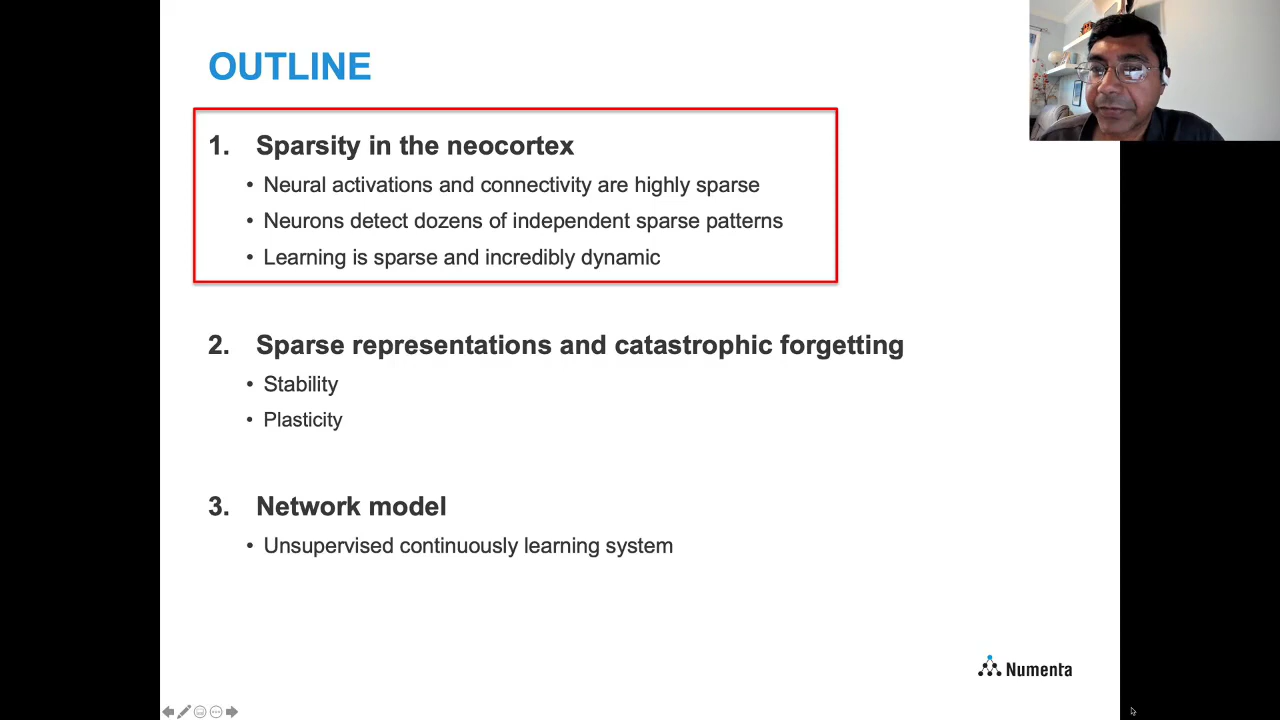 OUTLINE
1. Sparsity in the neocortex
• Neural activations and connectivity are highly sparse
• Neurons detect dozens of independent sparse patterns
• Learning is sparse and incredibly dynamic
2. Sparse representations and catastrophic forgetting
• Stability
• Plasticity
3. Network model
• Unsupervised continuously learning system
Numenta